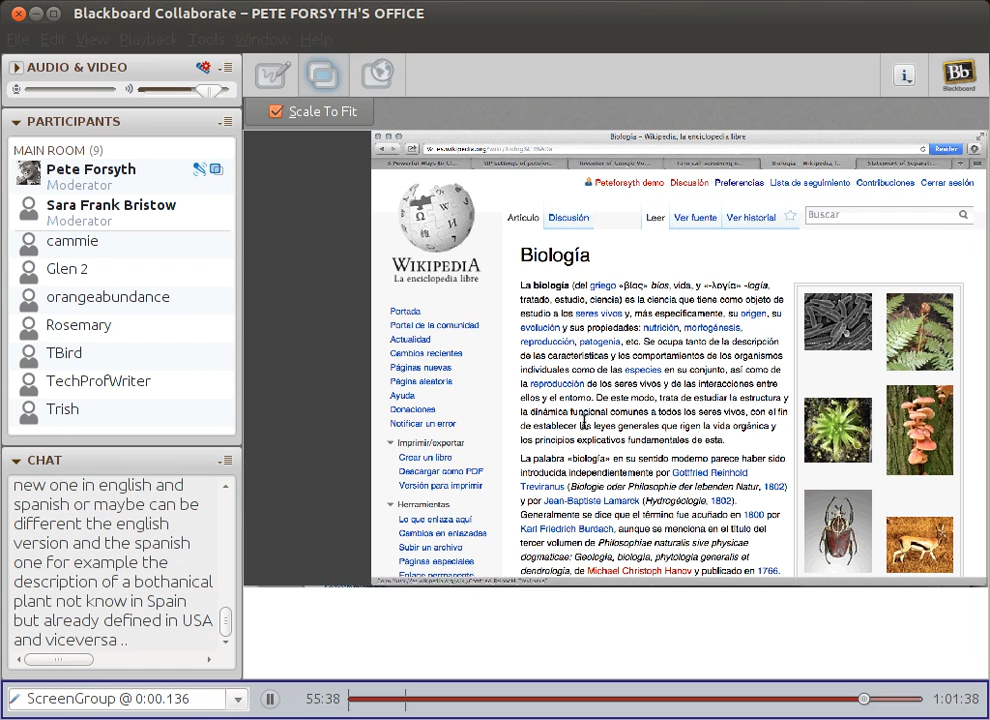 Blackboard Collaborate – PETE FORSYTH'S OFFICE
File Edit View Playback Tools Window Help
AUDIO & VIDEO
PARTICIPANTS
MAIN ROOM (9)
Pete Forsyth
Moderator
Sara Frank Bristow
Moderator
cammie
Glen 2
orangeabundance
Rosemary
TBird
TechProfWriter
Trish
CHAT
new one in english and
spanish or maybe can be
different the english
version and the spanish
one for example the
description of a bothanical
plant not know in Spain
but already defined in USA
and viceversa ..
Scale To Fit
i
Bb
Blackboard
Biología – Wikipedia, la enciclopedia libre
Reader
Peteforsyth demo Discusión Preferencias Lista de seguimiento Contribuciones Cerrar sesión
Artículo Discusión Leer Ver fuente Ver historial
Buscar
WIKIPEDIA
La enciclopedia libre
Portada
Portal de la comunidad
Actualidad
Cambios recientes
Páginas nuevas
Página aleatoria
Ayuda
Donaciones
Notificar un error
Imprimir/exportar
Crear un libro
Descargar como PDF
Versión para imprimir
Herramientas
Lo que enlaza aquí
Cambios en enlazadas
Subir un archivo
Páginas especiales
Enlace permanente
Biología
La biología (del griego «βίος» bios, vida, y «-λογία» -logía,
tratado, estudio, ciencia) es la ciencia que tiene como objeto de
estudio a los seres vivos y, más específicamente, su origen, su
evolución y sus propiedades: nutrición, morfogénesis,
reproducción, patogenia, etc. Se ocupa tanto de la descripción
de las características y los comportamientos de los organismos
individuales como de las especies en su conjunto, así como de
la reproducción de los seres vivos y de las interacciones entre
ellos y el entorno. De este modo, trata de estudiar la estructura y
la dinámica funcional comunes a todos los seres vivos, con el fin
de establecer las leyes generales que rigen la vida orgánica y
los principios explicativos fundamentales de esta.
La palabra «biología» en su sentido moderno parece haber sido
introducida independientemente por Gottfried Reinhold
Treviranus (Biologie oder Philosophie der lebenden Natur, 1802)
y por Jean-Baptiste Lamarck (Hydrogéologie, 1802).
Generalmente se dice que el término fue acuñado en 1800 por
Karl Friedrich Burdach, aunque se menciona en el título del
tercer volumen de Philosophiae naturalis sive physicae
dogmaticae: Geologia, biologia, phytologia generalis et
dendrologia, de Michael Christoph Hanov y publicado en 1766.
ScreenGroup @ 0:00.136
55:38
1:01:38